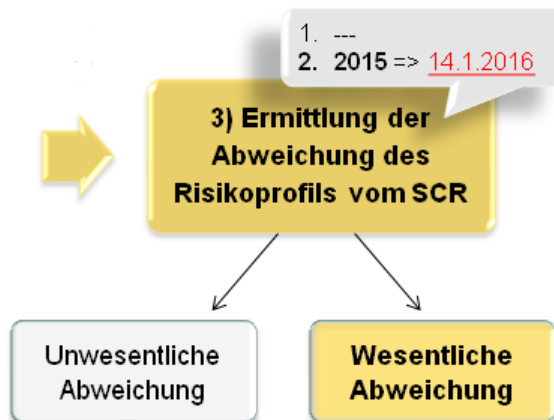 1. ---
2. 2015 => 14.1.2016
3) Ermittlung der
Abweichung des
Risikoprofils vom SCR
Unwesentliche
Abweichung
Wesentliche
Abweichung